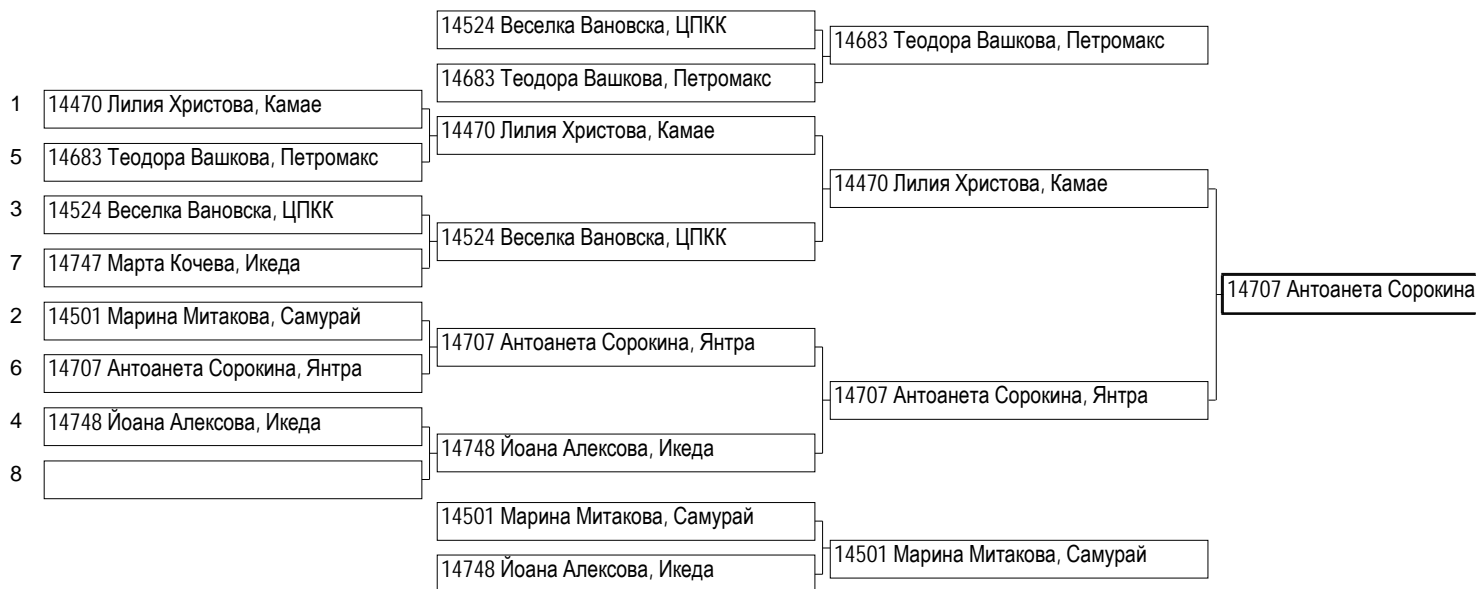 14524 Веселка Вановска, ЦПКК
14683 Теодора Вашкова, Петромакс
14683 Теодора Вашкова, Петромакс
1 14470 Лилия Христова, Камае
14470 Лилия Христова, Камае
5 14683 Теодора Вашкова, Петромакс
14470 Лилия Христова, Камае
3 14524 Веселка Вановска, ЦПКК
14524 Веселка Вановска, ЦПКК
7 14747 Марта Кочева, Икеда
14707 Антоанета Сорокина
2 14501 Марина Митакова, Самурай
14707 Антоанета Сорокина, Янтра
6 14707 Антоанета Сорокина, Янтра
14707 Антоанета Сорокина, Янтра
4 14748 Йоана Алексова, Икеда
14748 Йоана Алексова, Икеда
8
14501 Марина Митакова, Самурай
14501 Марина Митакова, Самурай
14748 Йоана Алексова, Икеда